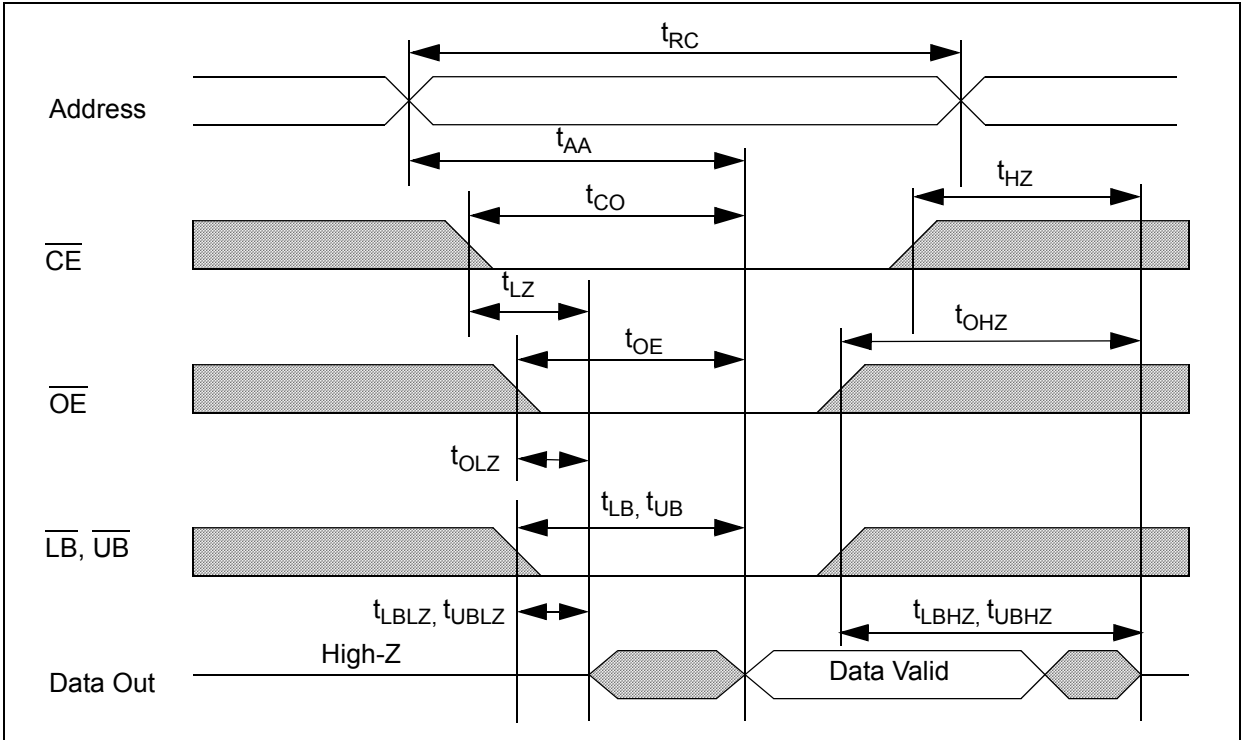 tRC
Address
tAA
tHZ
tCO
CE
tLZ
tOHZ
tOE
OE
tOLZ
tLB, tUB
LB, UB
tLBLZ, tUBLZ
tLBHZ, tUBHZ
High-Z
Data Valid
Data Out